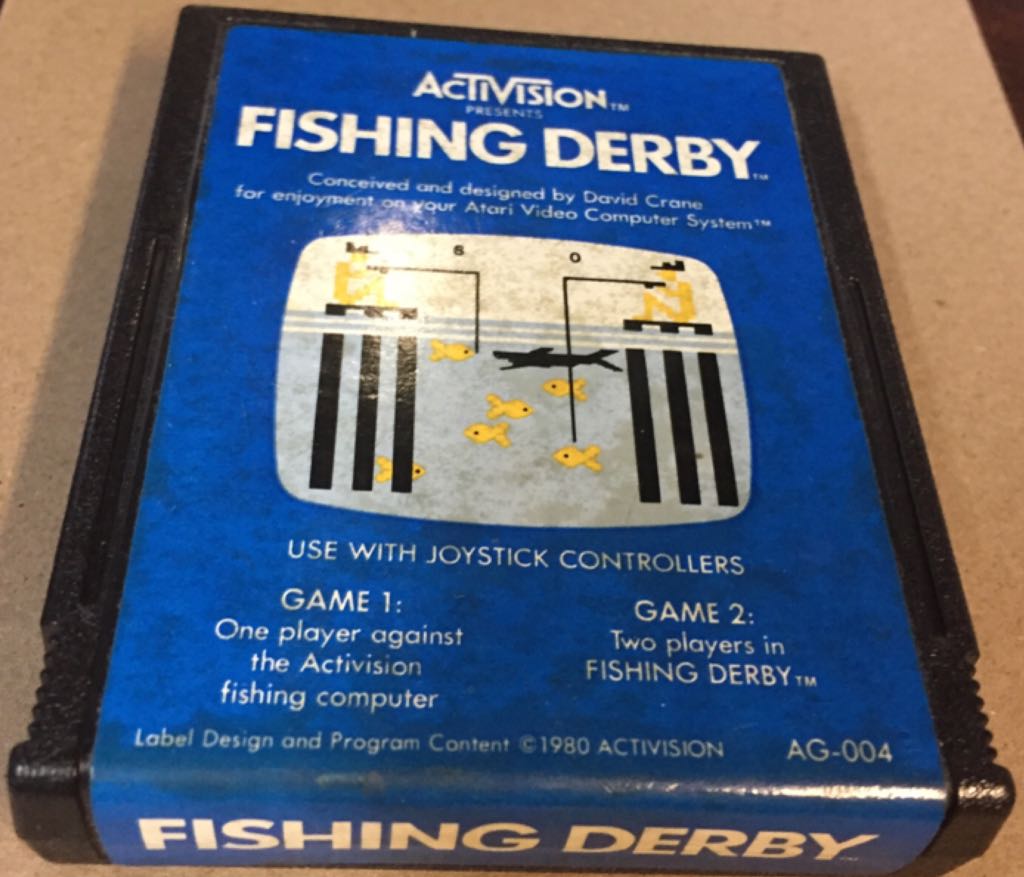 ACTIVISION™
PRESENTS
FISHING DERBY™
Conceived and designed by David Crane
for enjoyment on your Atari Video Computer System™
6 0
USE WITH JOYSTICK CONTROLLERS
GAME 1:
One player against
the Activision
fishing computer
GAME 2:
Two players in
FISHING DERBY™
Label Design and Program Content ©1980 ACTIVISION AG-004
FISHING DERBY™